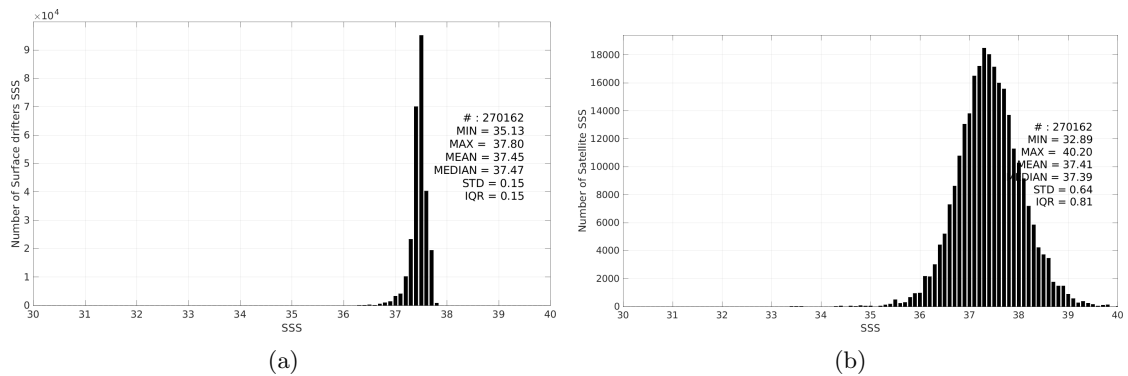 ×10^4
Number of Surface drifters SSS
9
8
7
6
5
4
3
2
1
0
30 31 32 33 34 35 36 37 38 39 40
SSS
# : 270162
MIN = 35.13
MAX = 37.80
MEAN = 37.45
MEDIAN = 37.47
STD = 0.15
IQR = 0.15
(a)
Number of Satellite SSS
18000
16000
14000
12000
10000
8000
6000
4000
2000
0
30 31 32 33 34 35 36 37 38 39 40
SSS
# : 270162
MIN = 32.89
MAX = 40.20
MEAN = 37.41
MEDIAN = 37.39
STD = 0.64
IQR = 0.81
(b)